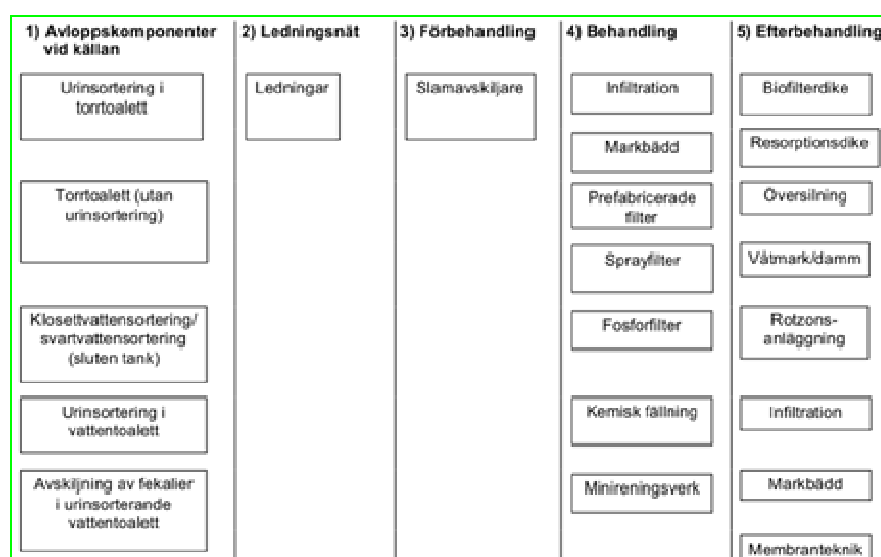 1) Avloppskomponenter
vid källan
Urinsortering i
torrtoalett
Torrtoalett (utan
urinsortering)
Klosettvattensortering/
svartvattensortering
(sluten tank)
Urinsortering i
vattentoalett
Avskiljning av fekalier
i urinsorterande
vattentoalett
2) Ledningsnät
Ledningar
3) Förbehandling
Slamavskiljare
4) Behandling
Infiltration
Markbädd
Prefabricerade
filter
Sprayfilter
Fosforfilter
Kemisk fällning
Minireningsverk
5) Efterbehandling
Biofilterdike
Resorptionsdike
Översilning
Våtmark/damm
Rotzons-
anläggning
Infiltration
Markbädd
Membranteknik